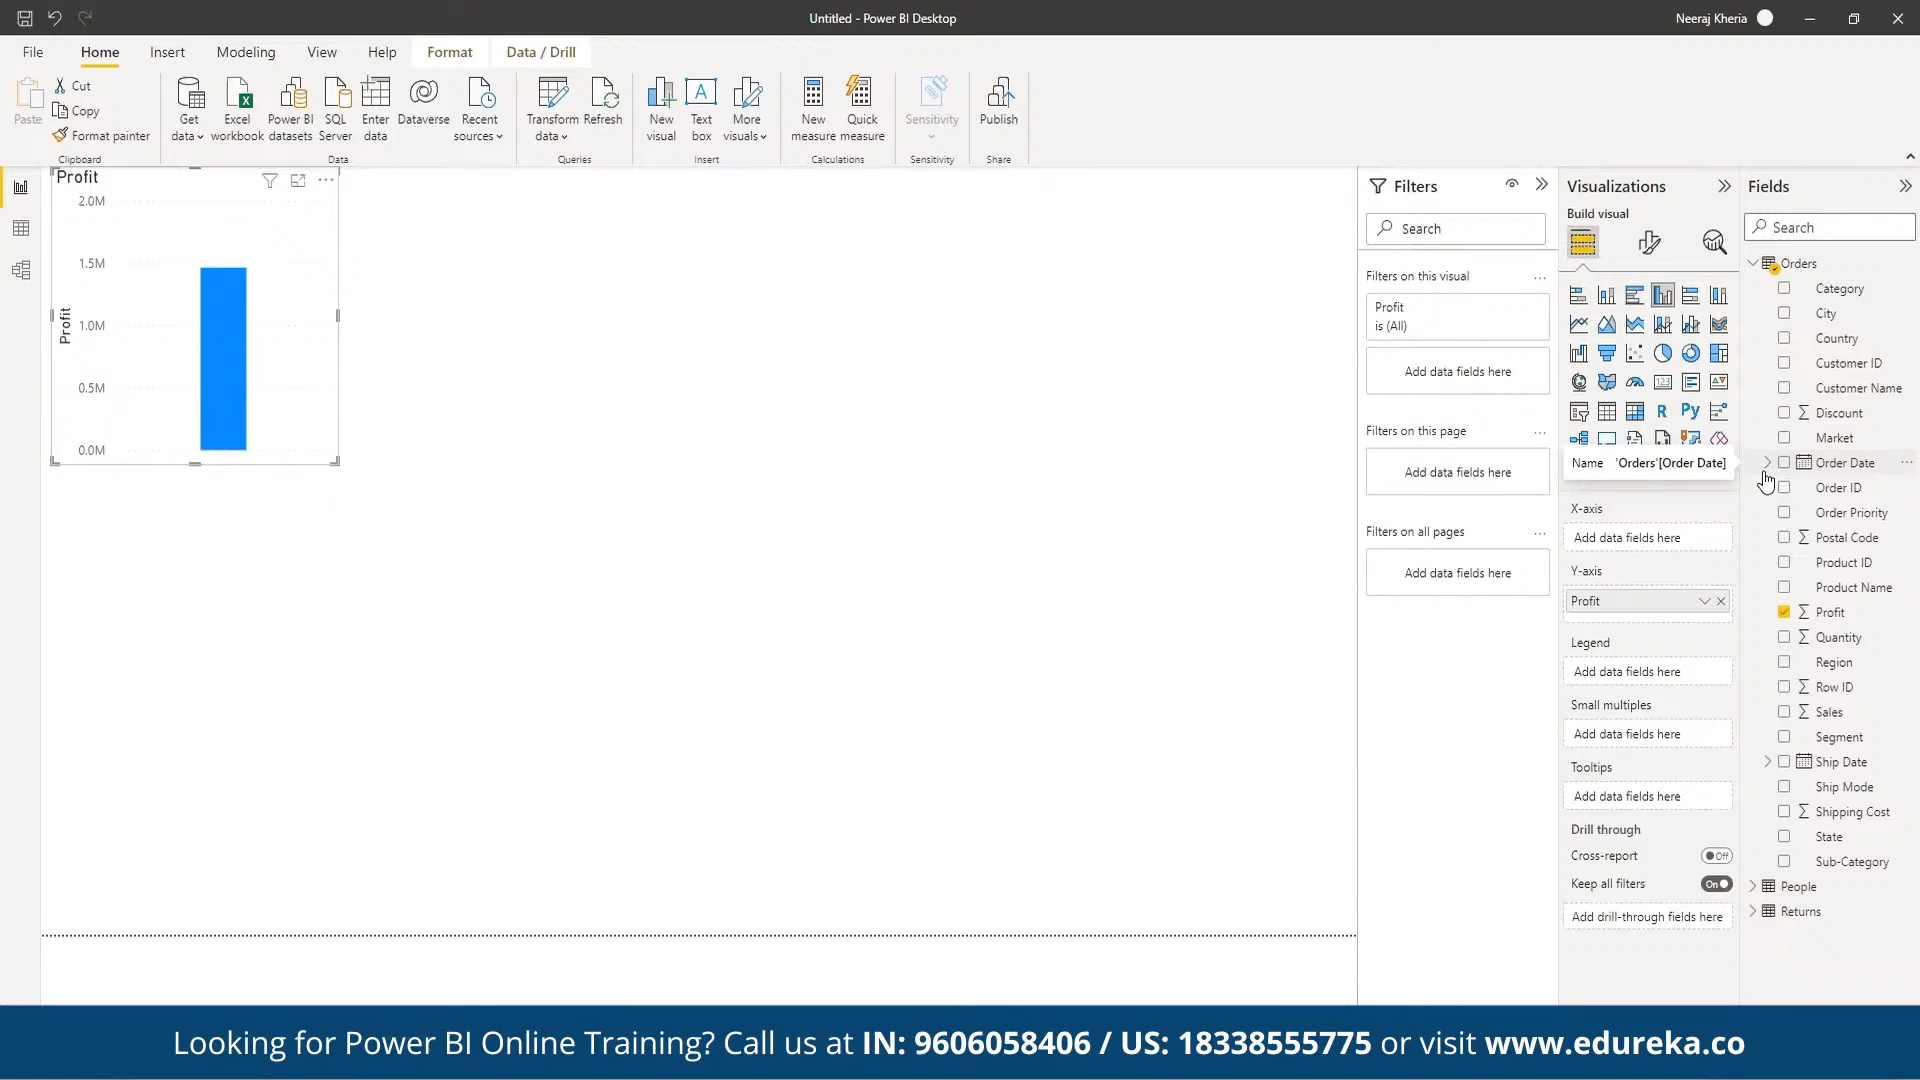 Untitled - Power BI Desktop
Neeraj Kheria
File
Home
Insert
Modeling
View
Help
Format
Data / Drill
Paste
Cut
Copy
Format painter
Clipboard
Get data
Excel workbook
Power BI datasets
SQL Server
Enter data
Dataverse
Recent sources
Data
Transform data
Refresh
Queries
New visual
Text box
More visuals
Insert
New measure
Quick measure
Calculations
Sensitivity
Sensitivity
Publish
Share
Profit
2.0M
1.5M
1.0M
0.5M
0.0M
Profit
Filters
Search
Filters on this visual
Profit
is (All)
Add data fields here
Filters on this page
Add data fields here
Filters on all pages
Add data fields here
Visualizations
Build visual
123
R
Py
Name 'Orders'[Order Date]
X-axis
Add data fields here
Y-axis
Profit
Legend
Add data fields here
Small multiples
Add data fields here
Tooltips
Add data fields here
Drill through
Cross-report
Off
Keep all filters
On
Add drill-through fields here
Fields
Search
Orders
Category
City
Country
Customer ID
Customer Name
Discount
Market
Order Date
Order ID
Order Priority
Postal Code
Product ID
Product Name
Profit
Quantity
Region
Row ID
Sales
Segment
Ship Date
Ship Mode
Shipping Cost
State
Sub-Category
People
Returns
Looking for Power BI Online Training? Call us at IN: 9606058406 / US: 18338555775 or visit www.edureka.co